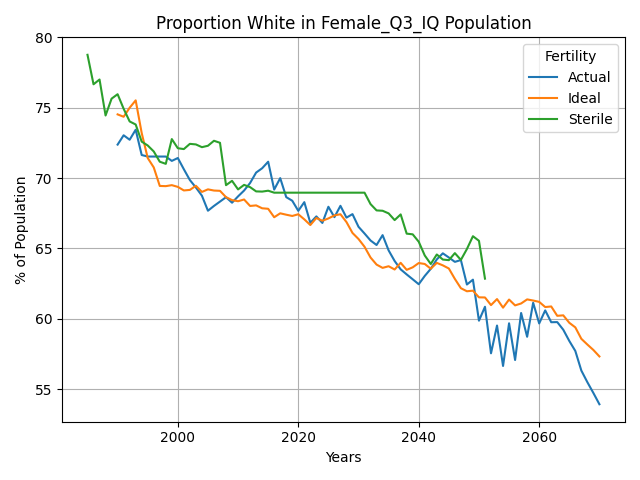 Proportion White in Female_Q3_IQ Population
% of Population
80
75
70
65
60
55
2000
2020
2040
2060
Years
Fertility
Actual
Ideal
Sterile